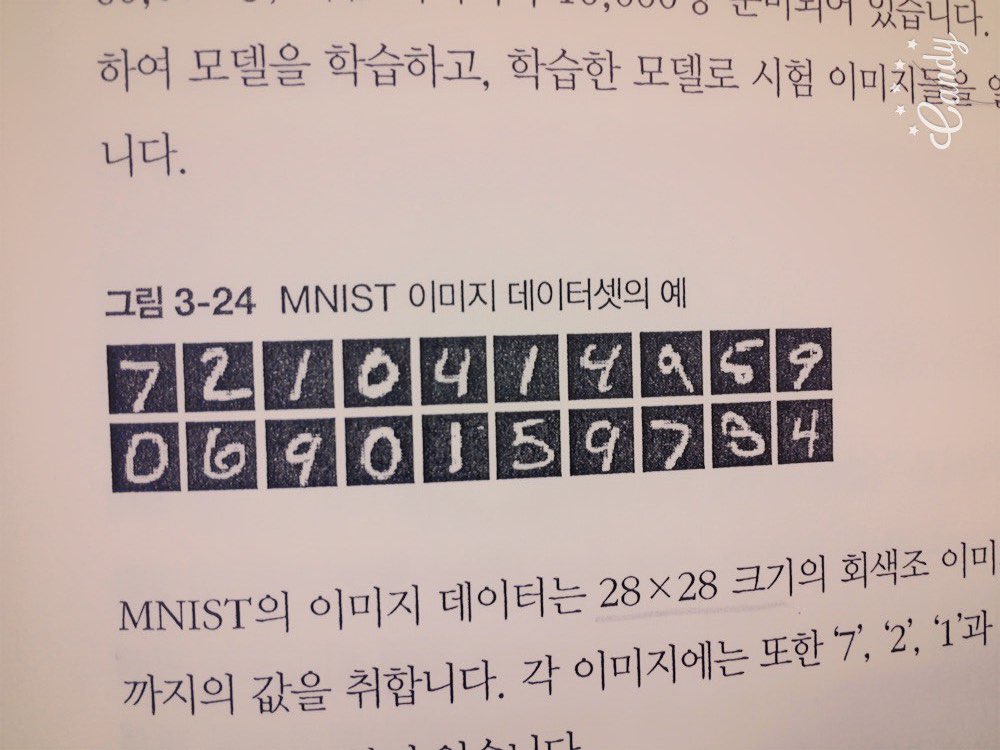 10,000장 준비되어 있습니다.
하여 모델을 학습하고, 학습한 모델로 시험 이미지들을
니다.
Candy
그림 3-24 MNIST 이미지 데이터셋의 예
7 2 1 0 4 1 4 9 5 9
0 6 9 0 1 5 9 7 3 4
MNIST의 이미지 데이터는 28×28 크기의 회색조 이미
까지의 값을 취합니다. 각 이미지에는 또한 ‘7’, ‘2’, ‘1’과